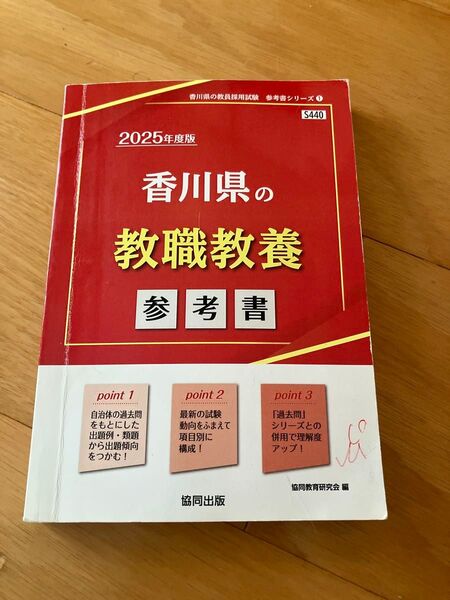 香川県の教員採用試験 参考書シリーズ①
S440
2025年度版
香川県の
教職教養
参考書
point 1
自治体の過去問
をもとにした
出題例・類題
から出題傾向
をつかむ！
point 2
最新の試験
動向をふまえて
項目別に
構成！
point 3
「過去問」
シリーズとの
併用で理解度
アップ！
協同教育研究会 編
協同出版